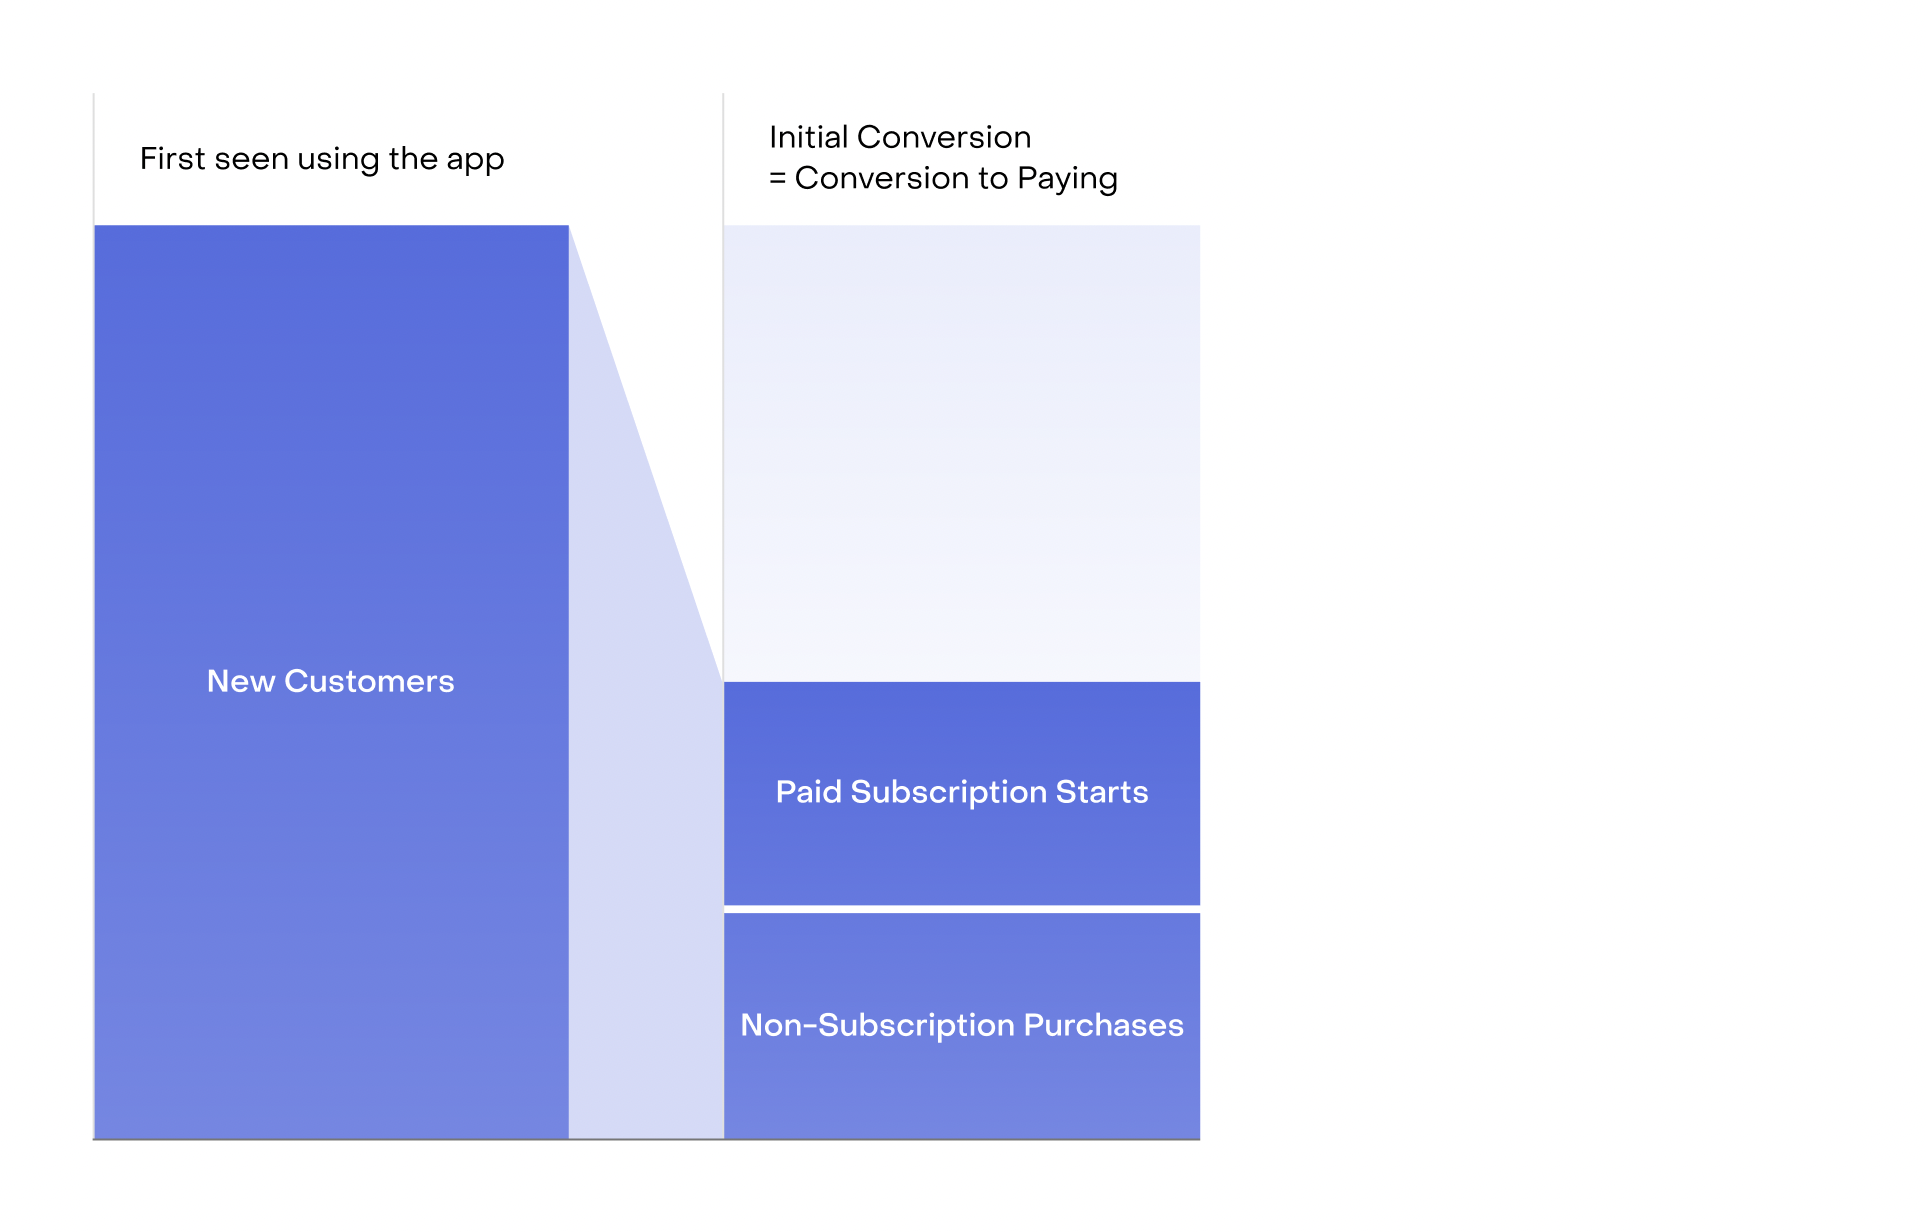 First seen using the app
Initial Conversion
= Conversion to Paying
New Customers
Paid Subscription Starts
Non-Subscription Purchases